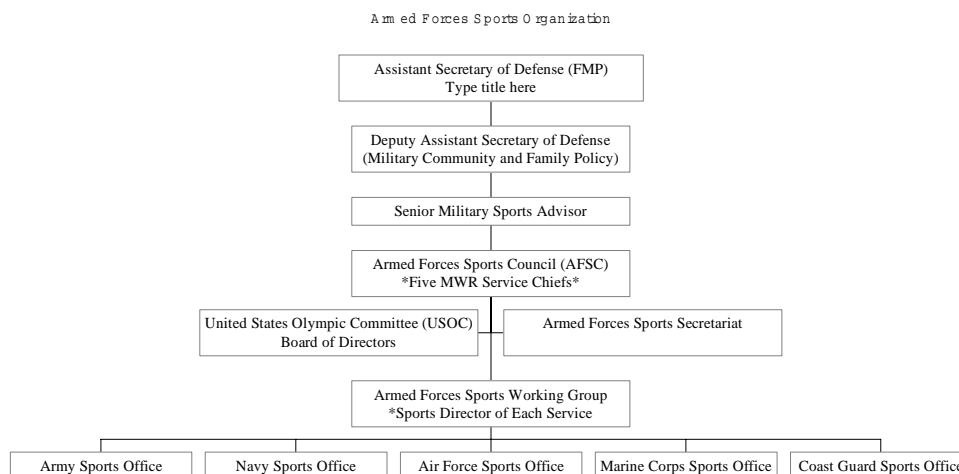 Armed Forces Sports Organization
Assistant Secretary of Defense (FMP)
Type title here
Deputy Assistant Secretary of Defense
(Military Community and Family Policy)
Senior Military Sports Advisor
Armed Forces Sports Council (AFSC)
*Five MWR Service Chiefs*
United States Olympic Committee (USOC)
Board of Directors
Armed Forces Sports Secretariat
Armed Forces Sports Working Group
*Sports Director of Each Service
Army Sports Office
Navy Sports Office
Air Force Sports Office
Marine Corps Sports Office
Coast Guard Sports Office